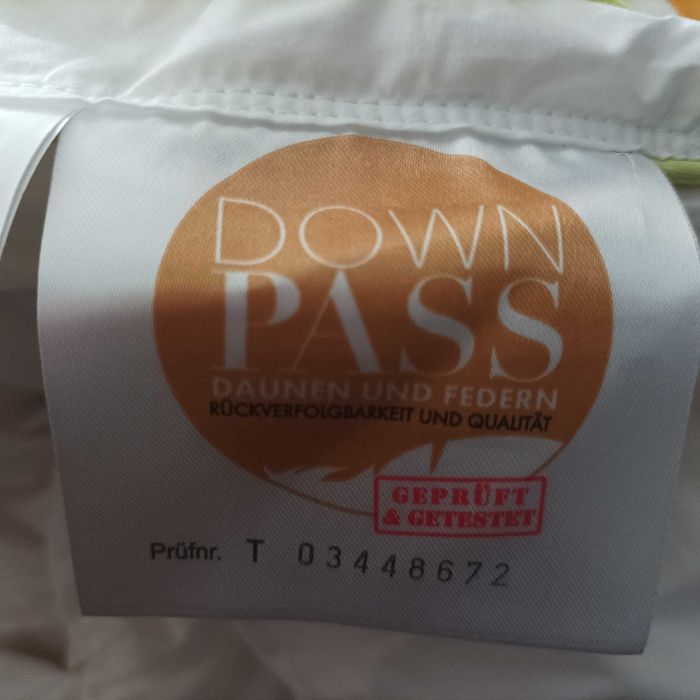 DOWN
PASS
DAUNEN UND FEDERN
RÜCKVERFOLGBARKEIT UND QUALITÄT
GEPRÜFT
& GETESTET
Prüfnr. T 03448672